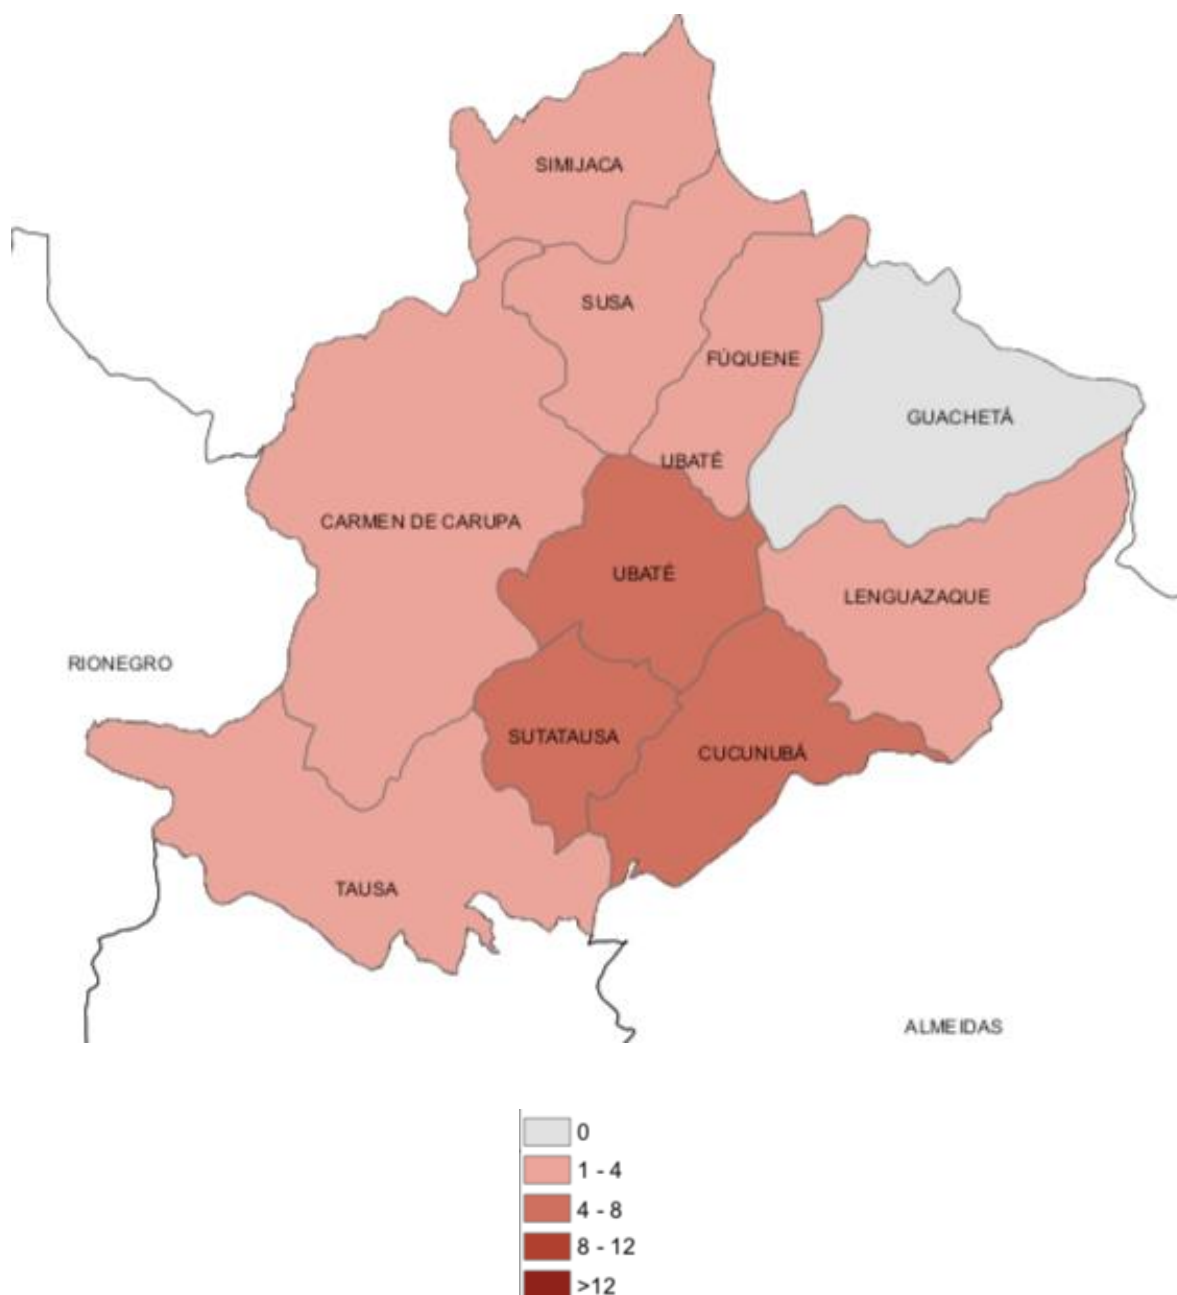 SIMIJACA
SUSA
FÚQUENE
GUACHETÁ
UBATÉ
CARMEN DE CARUPA
UBATÉ
LENGUAZAQUE
RIONEGRO
SUTATAUSA
CUCUNUBÁ
TAUSA
ALMEIDAS
0
1 - 4
4 - 8
8 - 12
>12